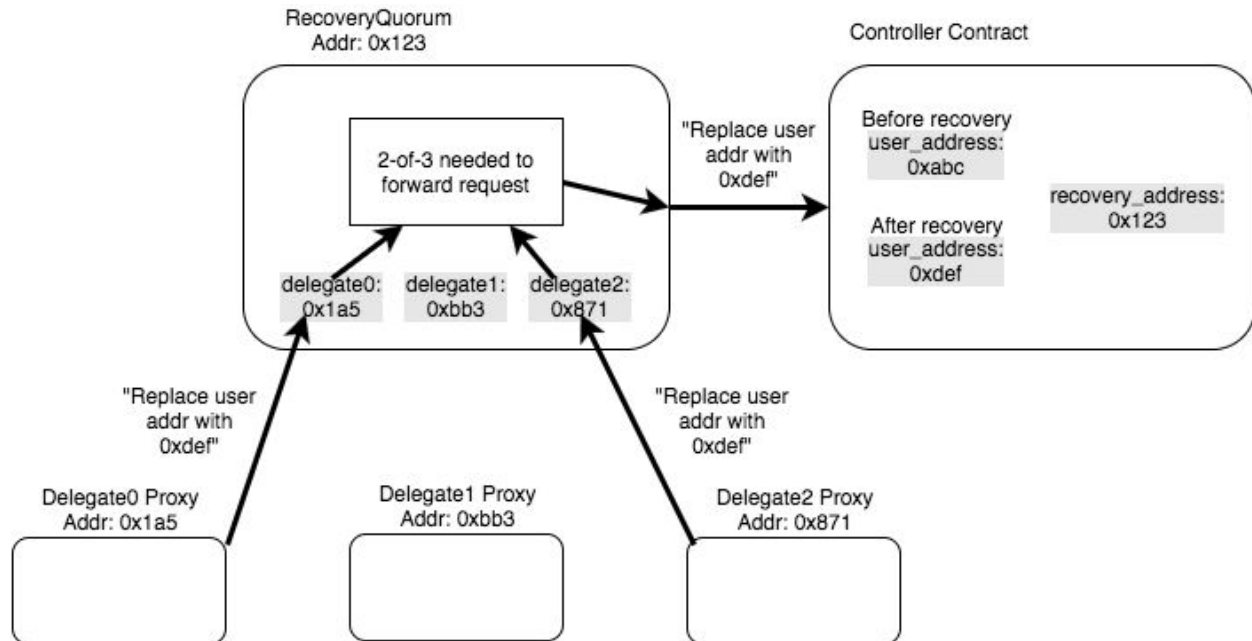 RecoveryQuorum
Addr: 0x123
Controller Contract
2-of-3 needed to
forward request
"Replace user
addr with
0xdef"
Before recovery
user_address:
0xabc
recovery_address:
0x123
After recovery
user_address:
0xdef
delegate0:
0x1a5
delegate1:
0xbb3
delegate2:
0x871
"Replace user
addr with
0xdef"
"Replace user
addr with
0xdef"
Delegate0 Proxy
Addr: 0x1a5
Delegate1 Proxy
Addr: 0xbb3
Delegate2 Proxy
Addr: 0x871